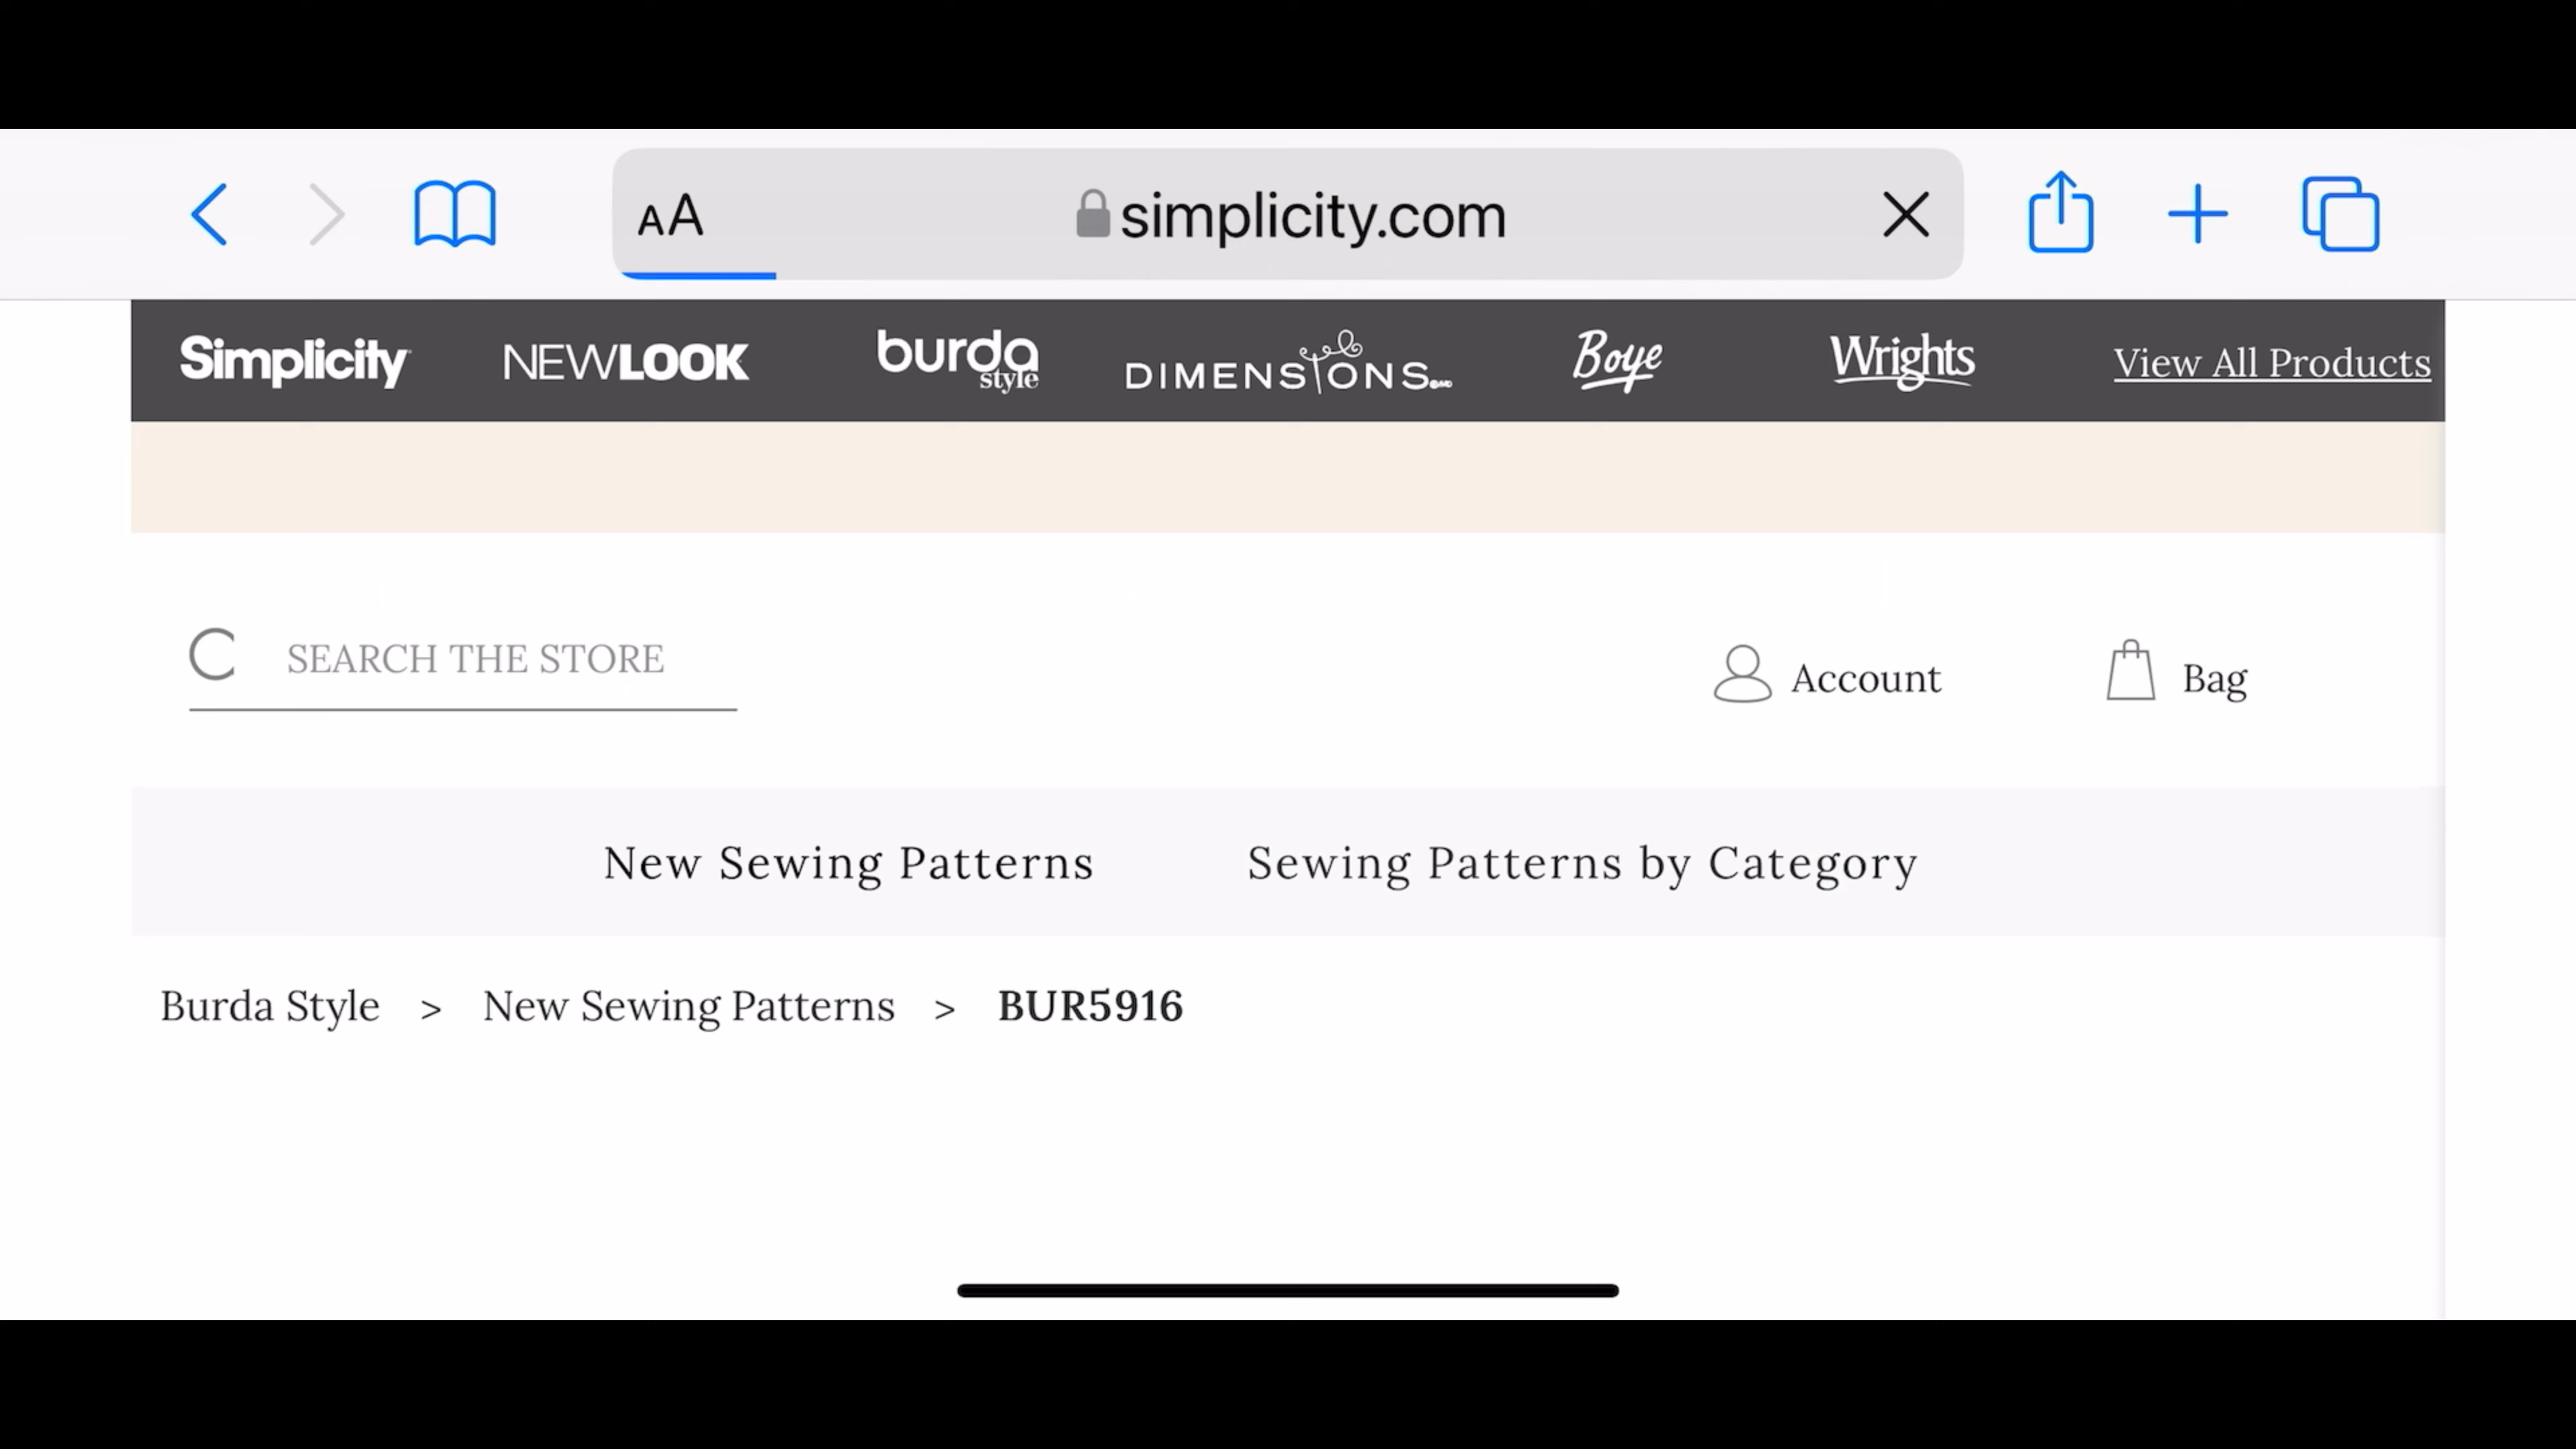 AA simplicity.com
Simplicity NEWLOOK burda style DIMENSIONS Boye Wrights View All Products
SEARCH THE STORE Account Bag
New Sewing Patterns Sewing Patterns by Category
Burda Style > New Sewing Patterns > BUR5916